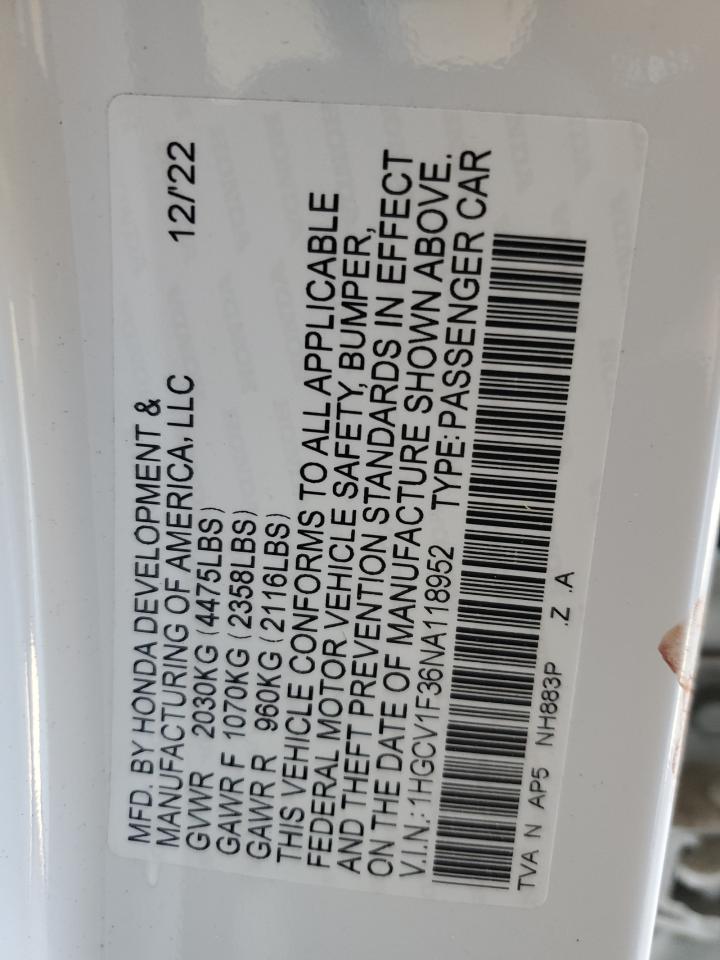 MFD. BY HONDA DEVELOPMENT &
MANUFACTURING OF AMERICA, LLC 12/'22
GVWR 2030KG (4475LBS)
GAWR F 1070KG (2358LBS)
GAWR R 960KG (2116LBS)
THIS VEHICLE CONFORMS TO ALL APPLICABLE
FEDERAL MOTOR VEHICLE SAFETY, BUMPER,
AND THEFT PREVENTION STANDARDS IN EFFECT
ON THE DATE OF MANUFACTURE SHOWN ABOVE.
V.I.N.: 1HGCV1F36NA118952 TYPE: PASSENGER CAR
TVA N AP5 NH883P .Z .A